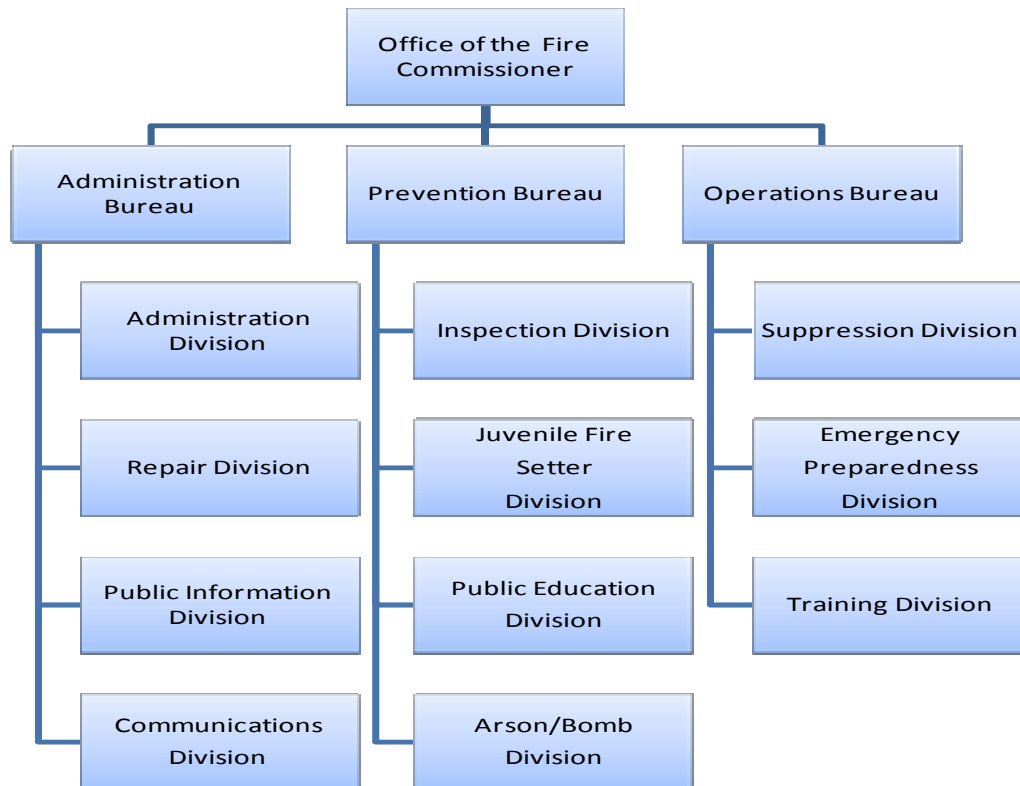 Office of the Fire
Commissioner
Administration
Bureau
Prevention Bureau
Operations Bureau
Administration
Division
Inspection Division
Suppression Division
Repair Division
Juvenile Fire
Setter
Division
Emergency
Preparedness
Division
Public Information
Division
Public Education
Division
Training Division
Communications
Division
Arson/Bomb
Division